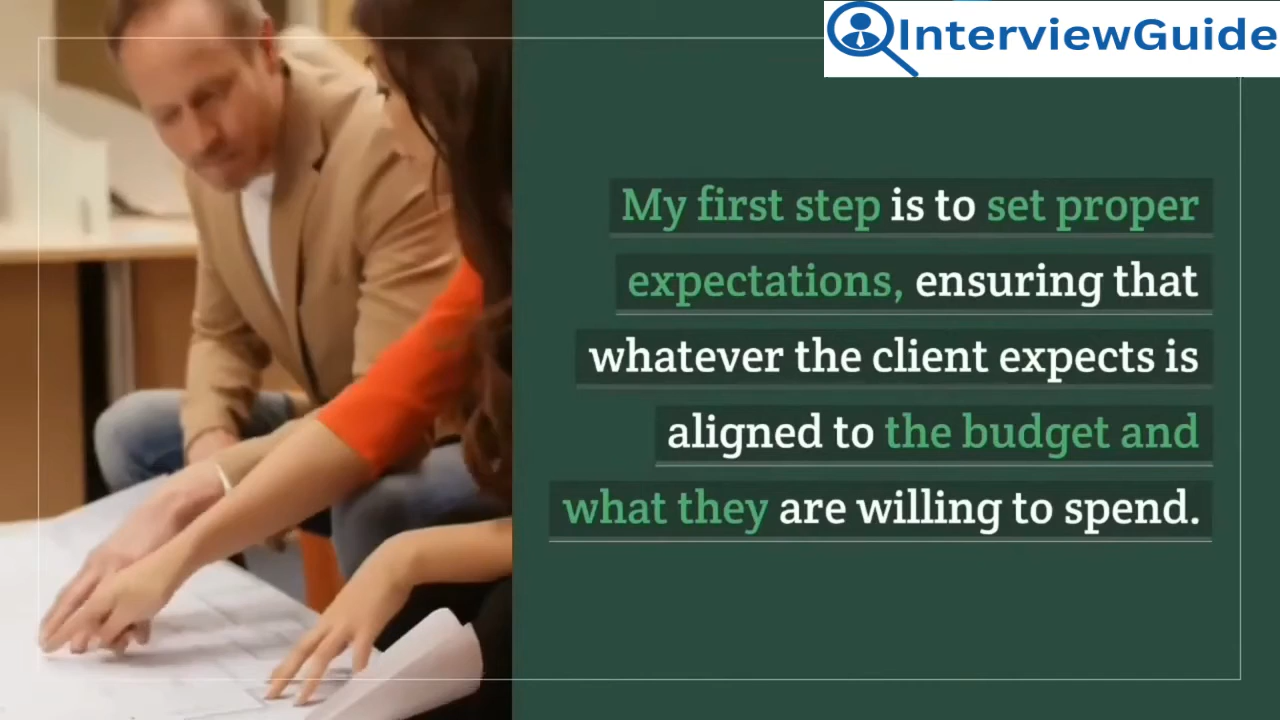 InterviewGuide
My first step is to set proper
expectations, ensuring that
whatever the client expects is
aligned to the budget and
what they are willing to spend.